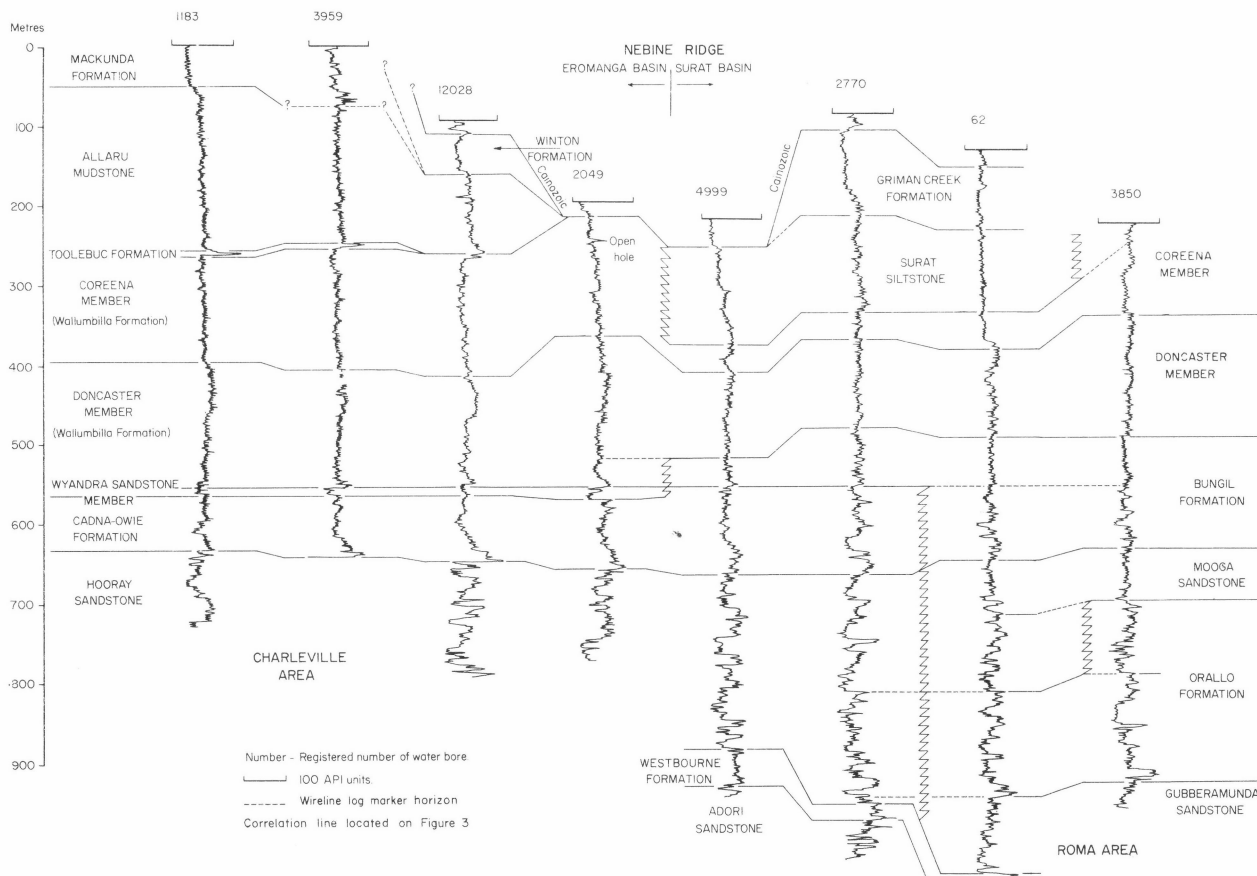 1183
3959
Metres
0
NEBINE RIDGE
EROMANGA BASIN
SURAT BASIN
MACKUNDA
FORMATION
?
?
?
?
12028
2770
62
100
WINTON
FORMATION
Cainozoic
Cainozoic
ALLARU
MUDSTONE
2049
4999
GRIMAN CREEK
FORMATION
3850
200
Open
hole
TOOLEBUC FORMATION
SURAT
SILTSTONE
COREENA
MEMBER
300
COREENA
MEMBER
(Wallumbilla Formation)
400
DONCASTER
MEMBER
DONCASTER
MEMBER
(Wallumbilla Formation)
500
WYANDRA SANDSTONE
MEMBER
BUNGIL
FORMATION
CADNA-OWIE
FORMATION
600
HOORAY
SANDSTONE
MOOGA
SANDSTONE
700
CHARLEVILLE
AREA
800
ORALLO
FORMATION
Number - Registered number of water bore
900
WESTBOURNE
FORMATION
100 API units.
Wireline log marker horizon
Correlation line located on Figure 3
ADORI
SANDSTONE
GUBBERAMUNDA
SANDSTONE
ROMA AREA